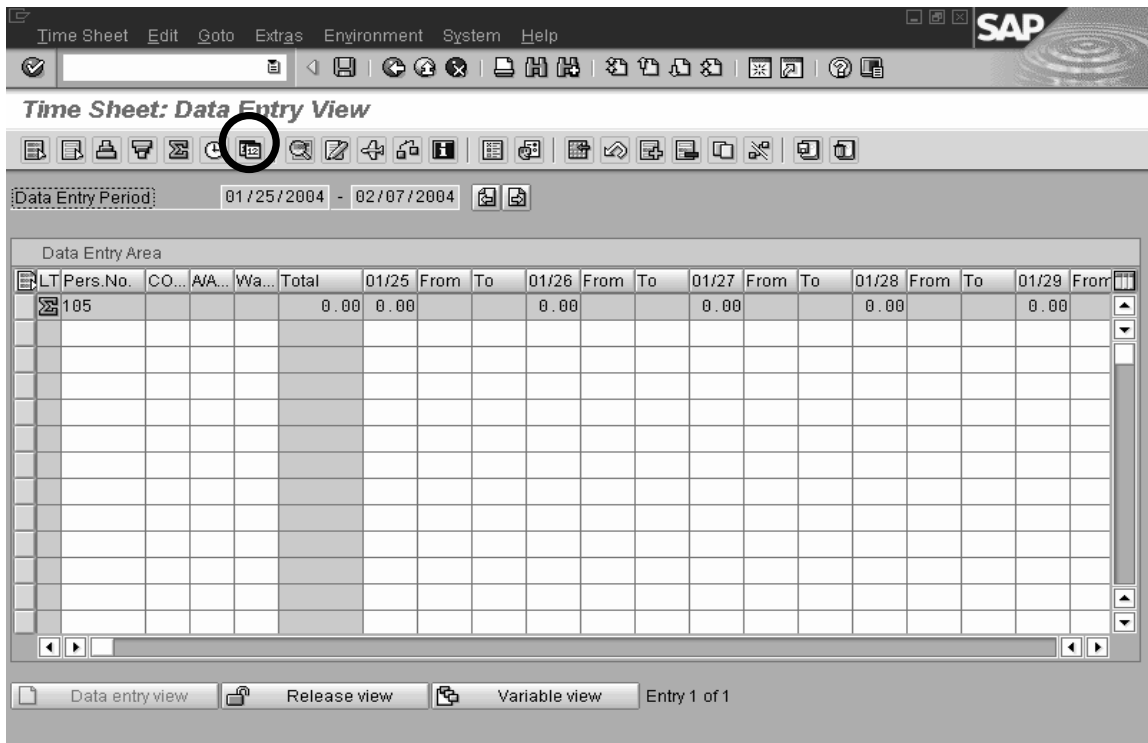 Time Sheet Edit Goto Extras Environment System Help
SAP
Time Sheet: Data Entry View
12
Data Entry Period 01/25/2004 - 02/07/2004
Data Entry Area
LT Pers.No. CO... A/A... Wa... Total 01/25 From To 01/26 From To 01/27 From To 01/28 From To 01/29 From
105 0.00 0.00 0.00 0.00 0.00 0.00
Data entry view Release view Variable view Entry 1 of 1